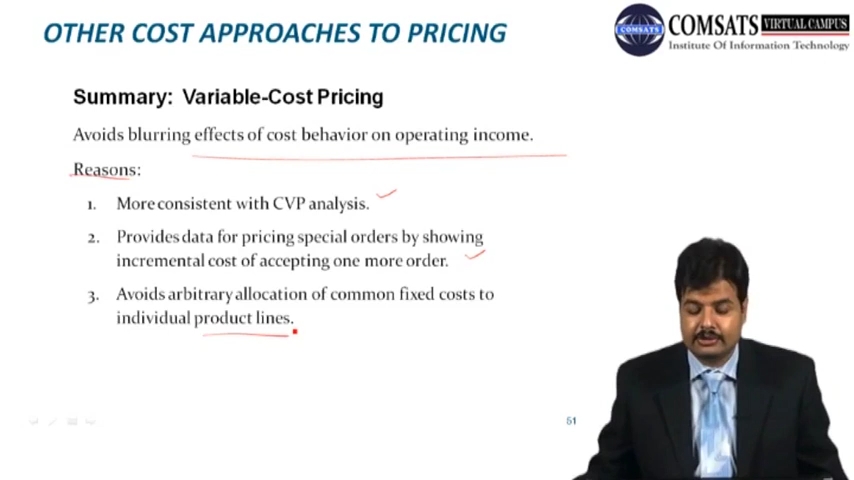 OTHER COST APPROACHES TO PRICING
COMSATS
COMSATS VIRTUAL CAMPUS
Institute Of Information Technology
Summary: Variable-Cost Pricing
Avoids blurring effects of cost behavior on operating income.
Reasons:
1. More consistent with CVP analysis.
2. Provides data for pricing special orders by showing
incremental cost of accepting one more order.
3. Avoids arbitrary allocation of common fixed costs to
individual product lines.
51